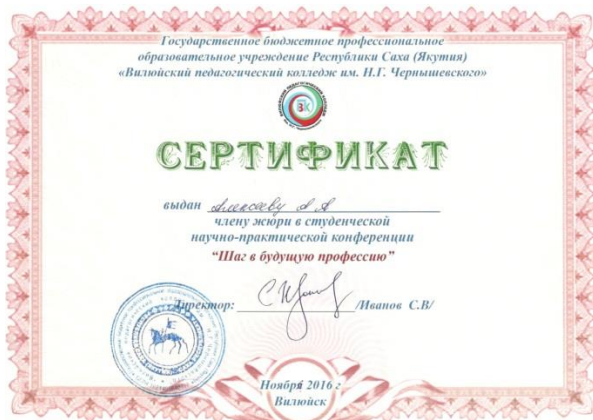 Государственное бюджетное профессиональное
образовательное учреждение Республики Саха (Якутия)
«Вилюйский педагогический колледж им. Н.Г. Чернышевского»
СЕРТИФИКАТ
выдан Алексееву А А
члену жюри в студенческой
научно-практической конференции
“Шаг в будущую профессию”
Директор: /Иванов С.В/
Ноябрь 2016 г
Вилюйск